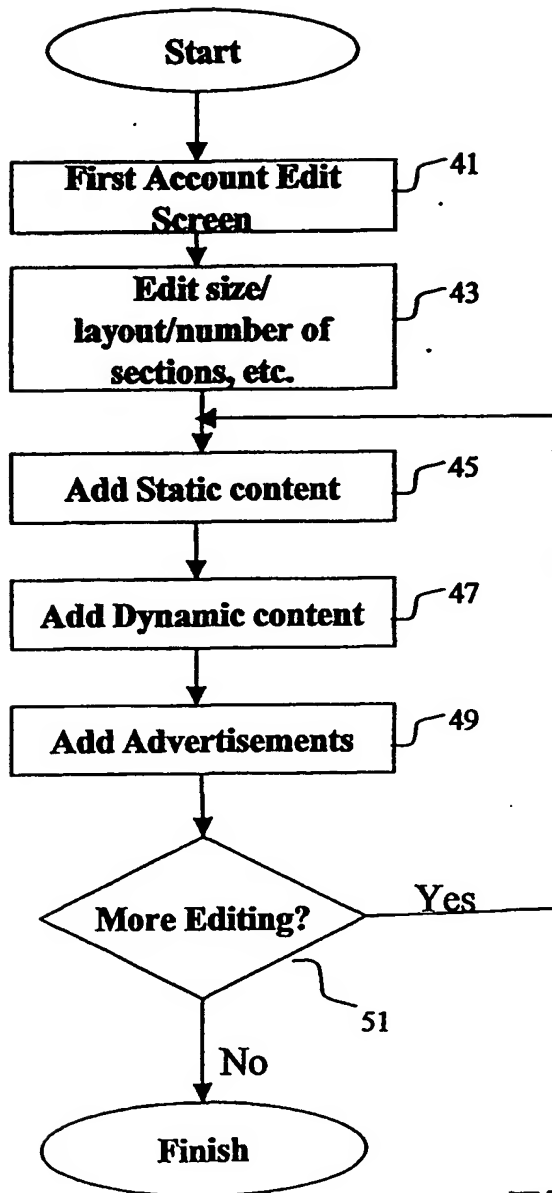 Start
First Account Edit
Screen
41
Edit size/
layout/number of
sections, etc.
43
Add Static content
45
Add Dynamic content
47
Add Advertisements
49
More Editing?
Yes
51
No
Finish